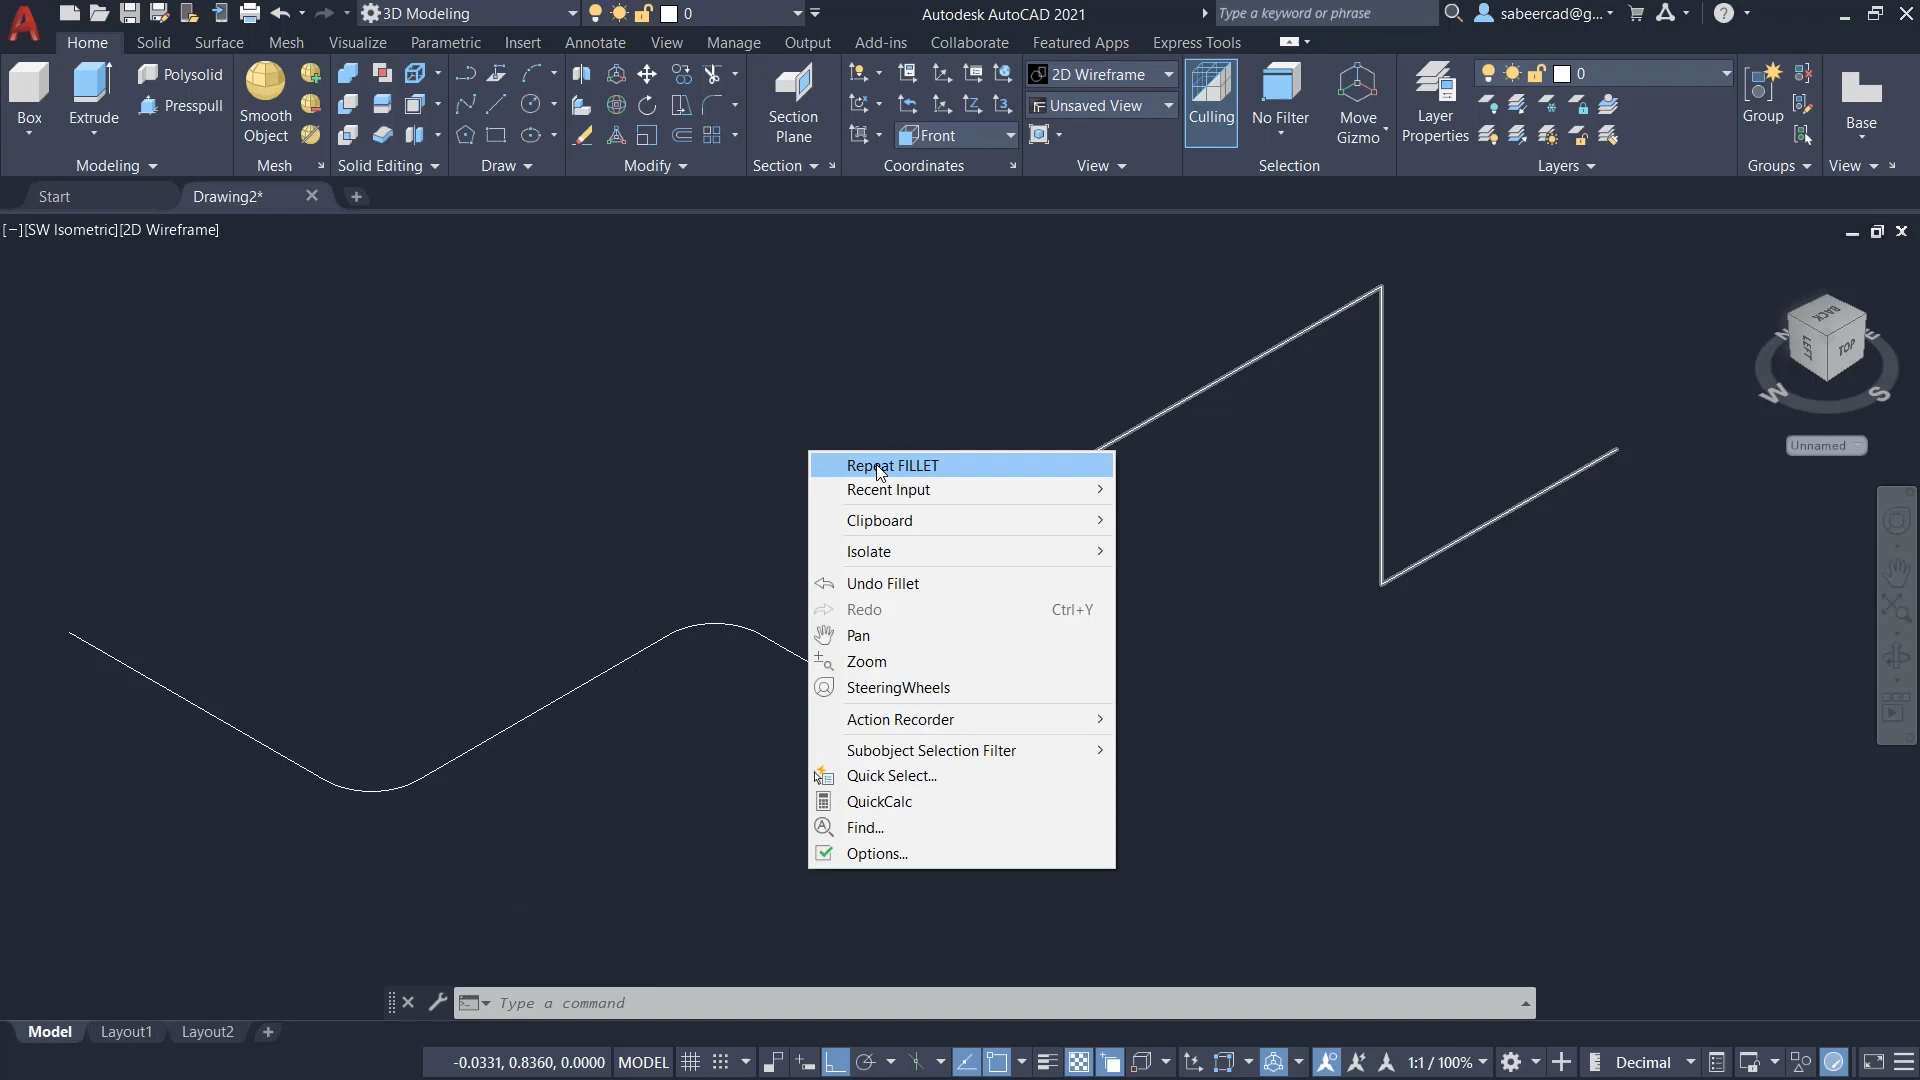 3D Modeling
0
Autodesk AutoCAD 2021
Type a keyword or phrase
sabeercad@g...
Home
Solid
Surface
Mesh
Visualize
Parametric
Insert
Annotate
View
Manage
Output
Add-ins
Collaborate
Featured Apps
Express Tools
Box
Extrude
Polysolid
Presspull
Smooth
Object
Section
Plane
Front
2D Wireframe
Unsaved View
Culling
No Filter
Move
Gizmo
Layer
Properties
0
Group
Base
Modeling
Mesh
Solid Editing
Draw
Modify
Section
Coordinates
View
Selection
Layers
Groups
View
Start
Drawing2*
[−][SW Isometric][2D Wireframe]
BACK
LEFT
TOP
N
E
W
S
Unnamed
Repeat FILLET
Recent Input
Clipboard
Isolate
Undo Fillet
Redo Ctrl+Y
Pan
Zoom
SteeringWheels
Action Recorder
Subobject Selection Filter
Quick Select...
QuickCalc
Find...
Options...
Type a command
Model
Layout1
Layout2
-0.0331, 0.8360, 0.0000
MODEL
1:1 / 100%
Decimal